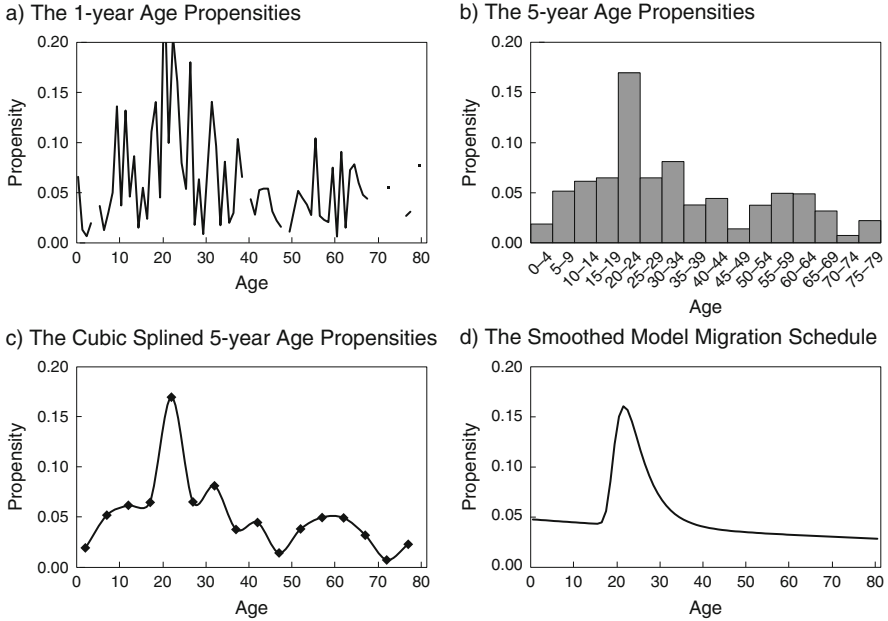 a) The 1-year Age Propensities
0.20
0.15
0.10
0.05
0.00
Propensity
0 10 20 30 40 50 60 70 80
Age
b) The 5-year Age Propensities
0.20
0.15
0.10
0.05
0.00
Propensity
0–4 5–9 10–14 15–19 20–24 25–29 30–34 35–39 40–44 45–49 50–54 55–59 60–64 65–69 70–74 75–79
Age
c) The Cubic Splined 5-year Age Propensities
0.20
0.15
0.10
0.05
0.00
Propensity
0 10 20 30 40 50 60 70 80
Age
d) The Smoothed Model Migration Schedule
0.20
0.15
0.10
0.05
0.00
Propensity
0 10 20 30 40 50 60 70 80
Age